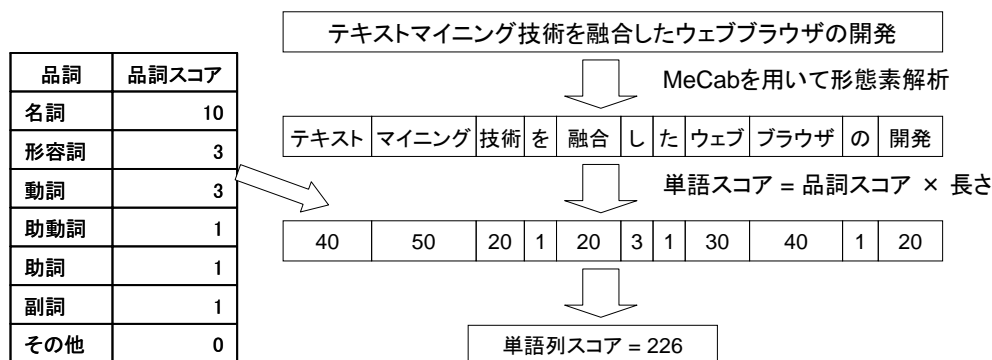 テキストマイニング技術を融合したウェブブラウザの開発
MeCabを用いて形態素解析
テキスト マイニング 技術 を 融合 し た ウェブ ブラウザ の 開発
単語スコア = 品詞スコア × 長さ
40 50 20 1 20 3 1 30 40 1 20
単語列スコア = 226
品詞 品詞スコア
名詞 10
形容詞 3
動詞 3
助動詞 1
助詞 1
副詞 1
その他 0